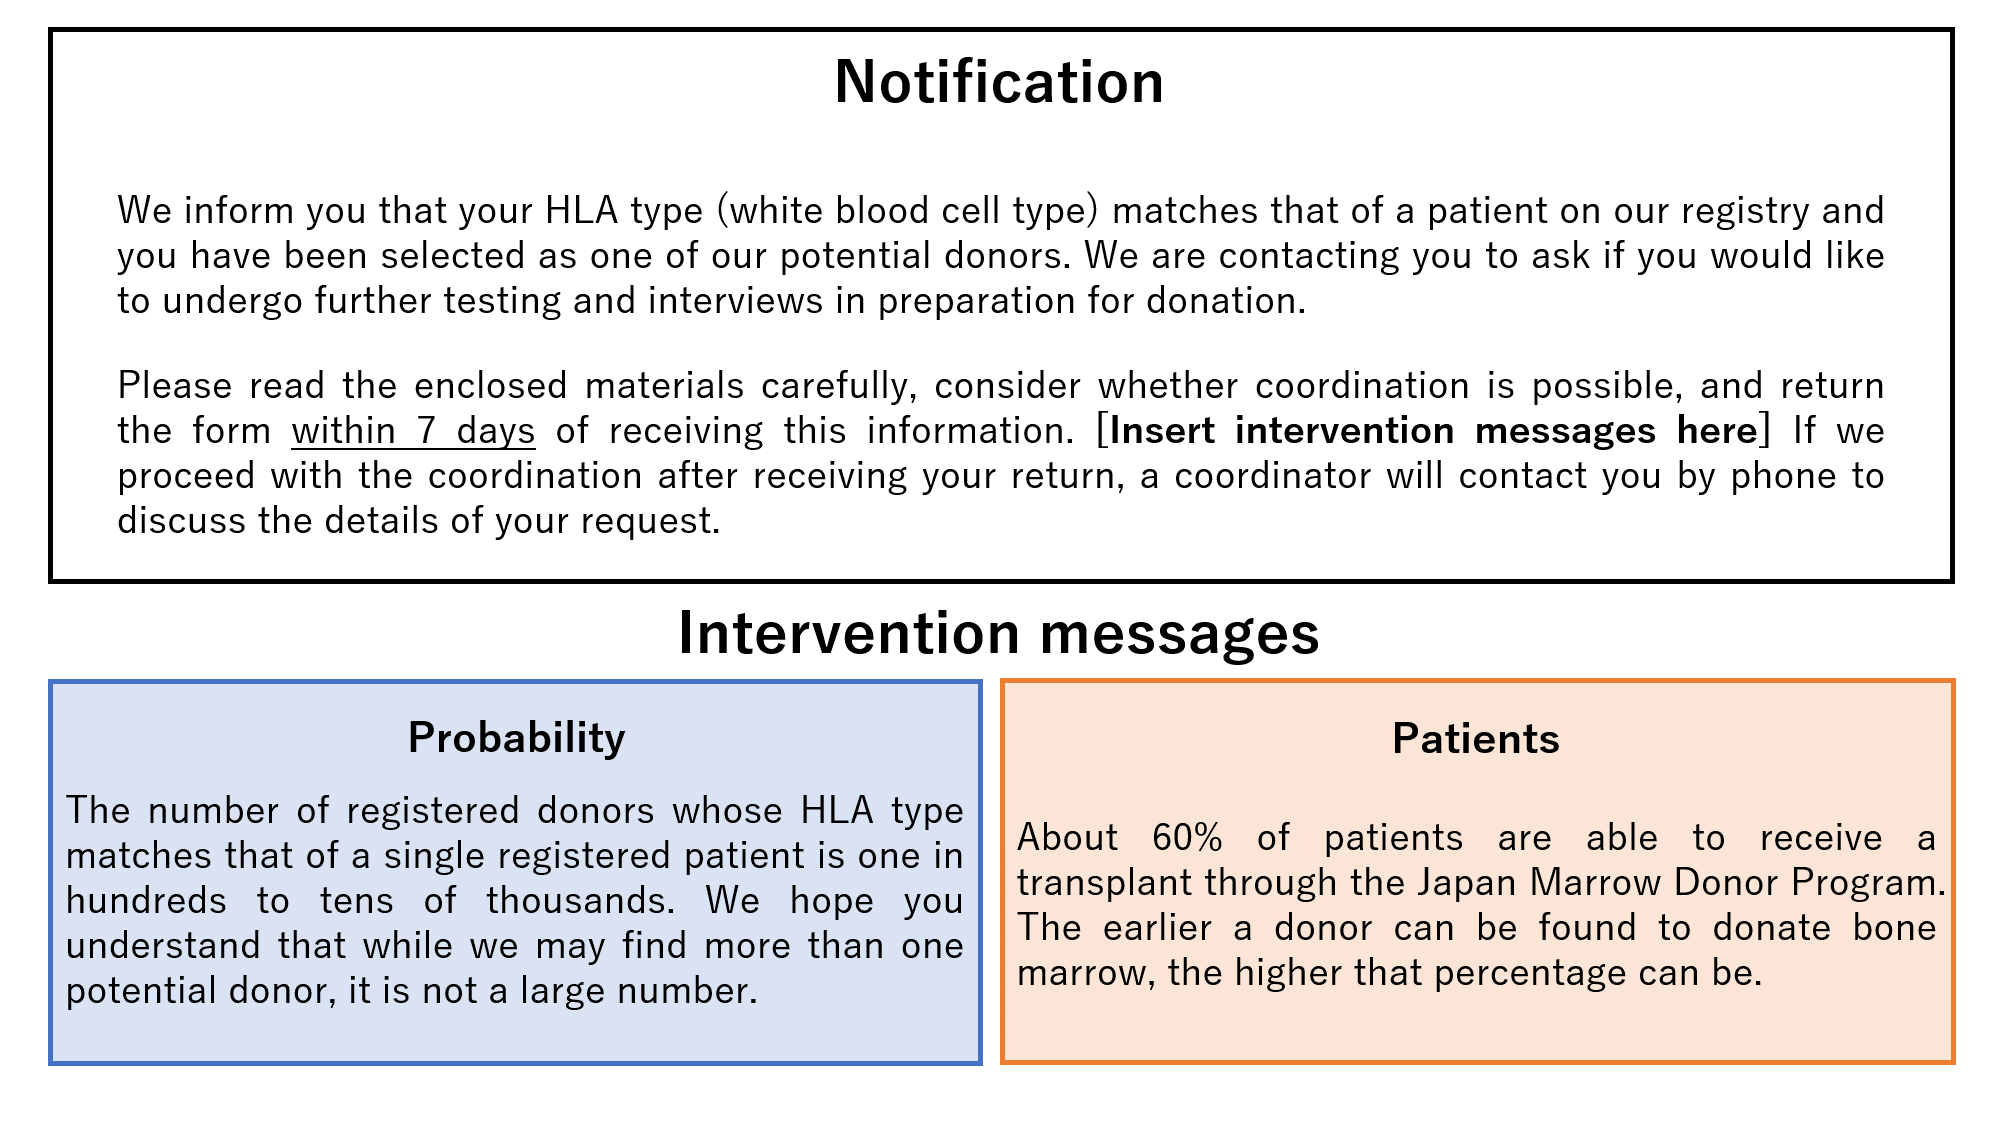 Notification
We inform you that your HLA type (white blood cell type) matches that of a patient on our registry and
you have been selected as one of our potential donors. We are contacting you to ask if you would like
to undergo further testing and interviews in preparation for donation.
Please read the enclosed materials carefully, consider whether coordination is possible, and return
the form within 7 days of receiving this information. [Insert intervention messages here] If we
proceed with the coordination after receiving your return, a coordinator will contact you by phone to
discuss the details of your request.
Intervention messages
Probability
The number of registered donors whose HLA type
matches that of a single registered patient is one in
hundreds to tens of thousands. We hope you
understand that while we may find more than one
potential donor, it is not a large number.
Patients
About 60% of patients are able to receive a
transplant through the Japan Marrow Donor Program.
The earlier a donor can be found to donate bone
marrow, the higher that percentage can be.